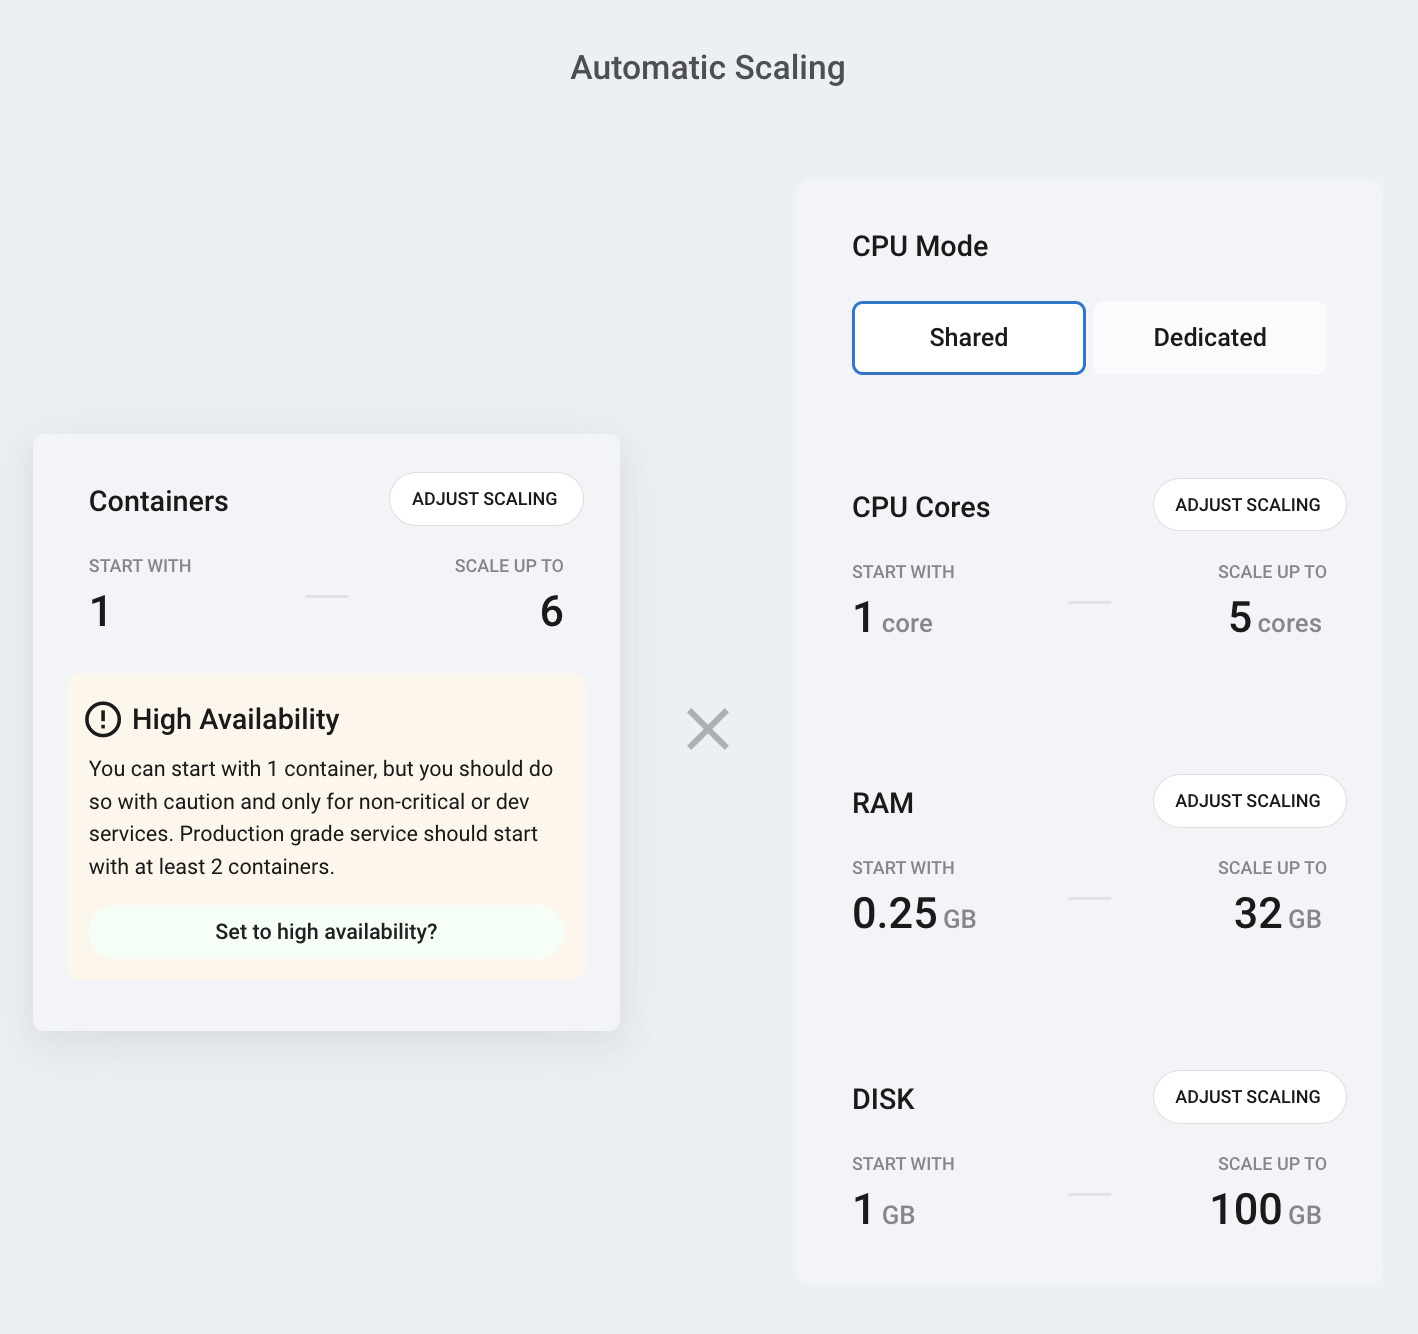 Automatic Scaling
Containers
ADJUST SCALING
START WITH
SCALE UP TO
1
6
High Availability
You can start with 1 container, but you should do
so with caution and only for non-critical or dev
services. Production grade service should start
with at least 2 containers.
Set to high availability?
CPU Mode
Shared
Dedicated
CPU Cores
ADJUST SCALING
START WITH
SCALE UP TO
1 core
5 cores
RAM
ADJUST SCALING
START WITH
SCALE UP TO
0.25 GB
32 GB
DISK
ADJUST SCALING
START WITH
SCALE UP TO
1 GB
100 GB